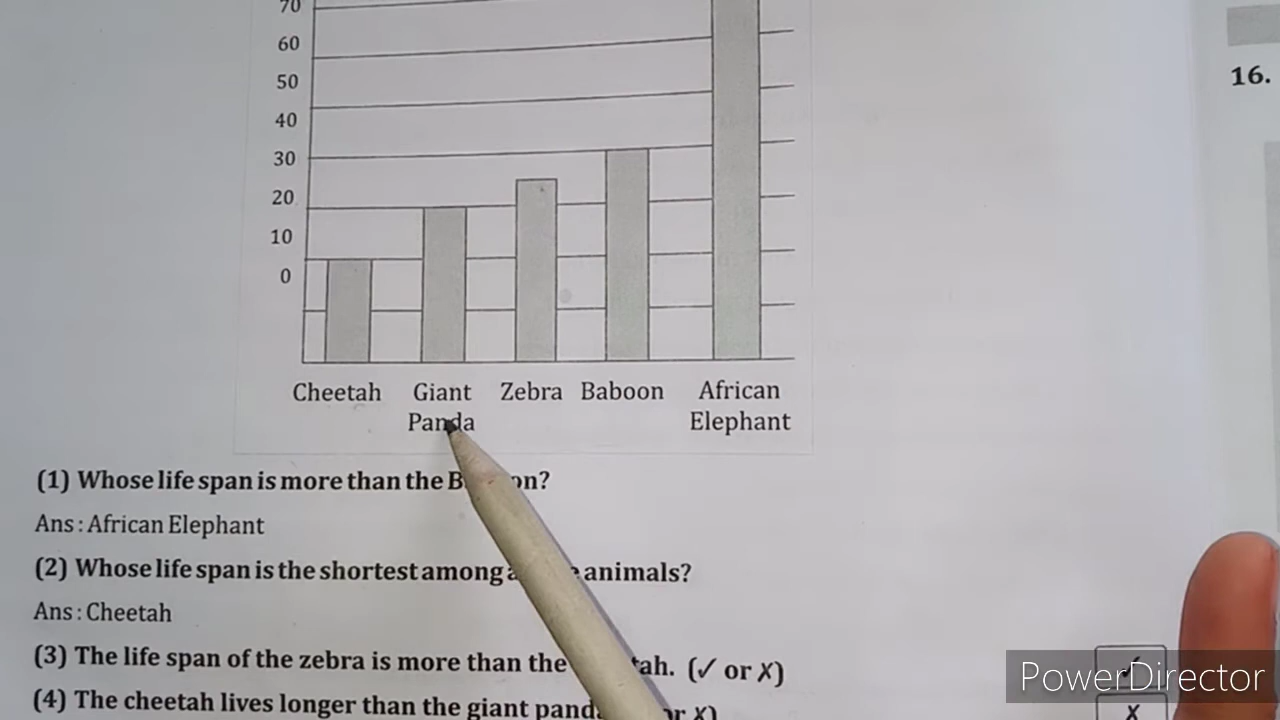 70
60
50
40
30
20
10
0
Cheetah Giant Panda Zebra Baboon African Elephant
(1) Whose life span is more than the
Ans : African Elephant
(2) Whose life span is the shortest among animals?
Ans : Cheetah
(3) The life span of the zebra is more than the (✓ or ✗)
✓
(4) The cheetah lives longer than the giant ✗)
✗
16.
PowerDirector